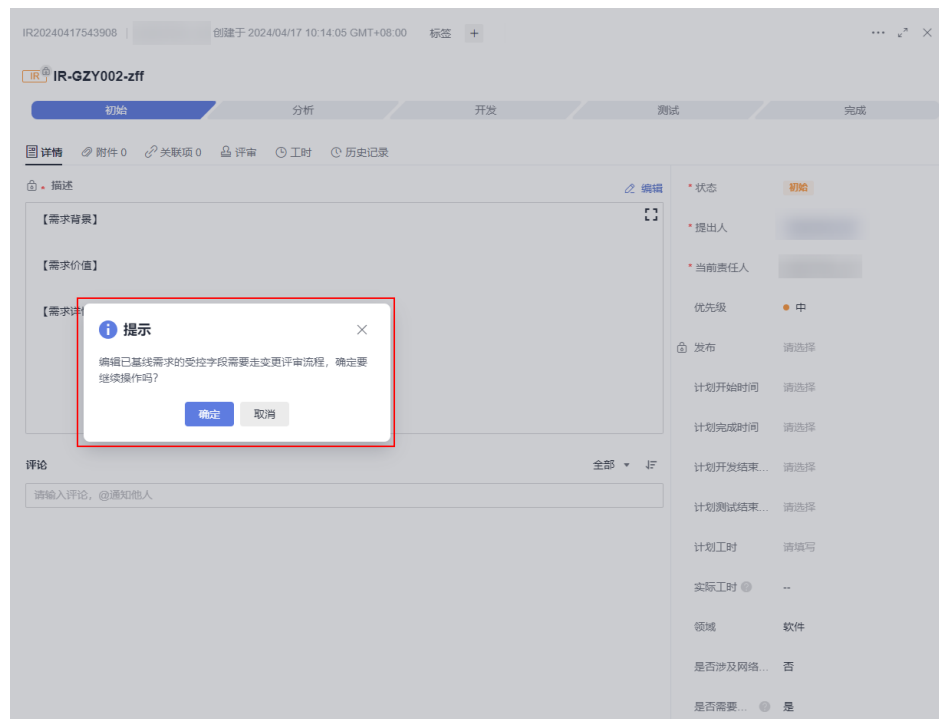 IR20240417543908
创建于 2024/04/17 10:14:05 GMT+08:00 标签 +
IR IR-GZY002-zff
初始 分析 开发 测试 完成
详情 附件 0 关联项 0 评审 工时 历史记录
描述 编辑
【需求背景】
【需求价值】
【需求详
提示
编辑已基线需求的受控字段需要走变更评审流程，确定要
继续操作吗？
确定 取消
评论 全部
请输入评论，@通知他人
*状态 初始
*提出人
*当前责任人
优先级 中
发布 请选择
计划开始时间 请选择
计划完成时间 请选择
计划开发结束... 请选择
计划测试结束... 请选择
计划工时 请填写
实际工时 --
领域 软件
是否涉及网络... 否
是否需要... 是